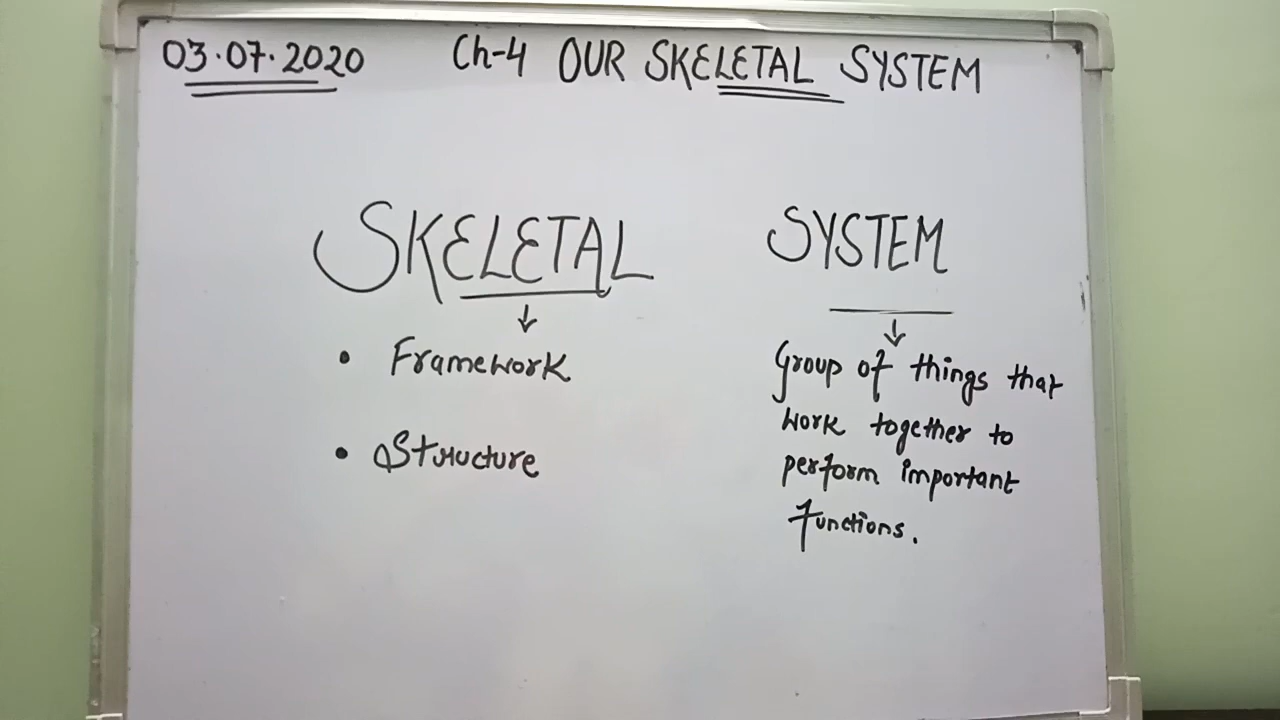 03.07.2020 Ch-4 OUR SKELETAL SYSTEM
SKELETAL
↓
• Framework
• Structure
SYSTEM
↓
Group of things that
work together to
perform important
functions.